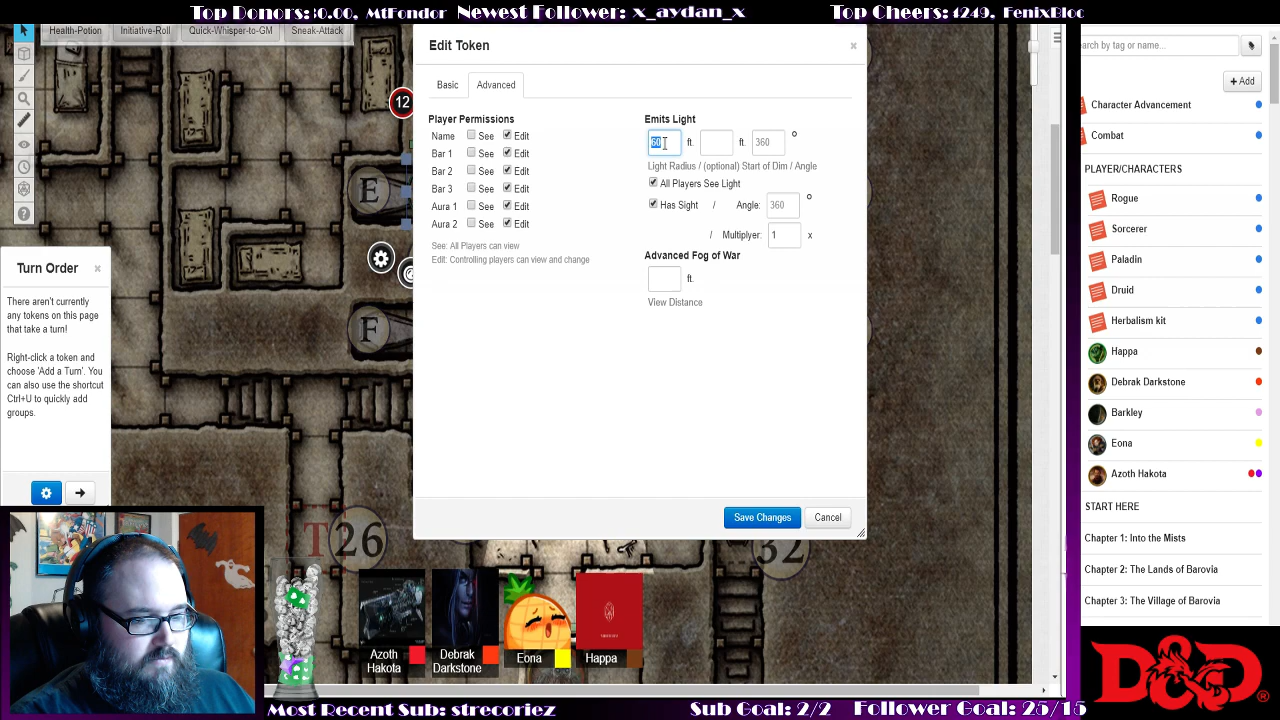 Top Donors: $0.00, MtFondor Newest Follower: x_aydan_x Top Cheers: 4249, FenixBloc
Health-Potion Initiative-Roll Quick-Whisper-to-GM Sneak-Attack
Edit Token ×
Basic Advanced
Player Permissions
Name See Edit
Bar 1 See Edit
Bar 2 See Edit
Bar 3 See Edit
Aura 1 See Edit
Aura 2 See Edit
See: All Players can view
Edit: Controlling players can view and change
Emits Light
60 ft. ft. 360 °
Light Radius / (optional) Start of Dim / Angle
All Players See Light
Has Sight / Angle: 360 °
/ Multiplyer: 1 x
Advanced Fog of War
ft.
View Distance
Save Changes Cancel
12
E
F
T26
32
Turn Order ×
There aren't currently
any tokens on this page
that take a turn!
Right-click a token and
choose 'Add a Turn'. You
can also use the shortcut
Ctrl+U to quickly add
groups.
earch by tag or name...
+ Add
Character Advancement
Combat
PLAYER/CHARACTERS
Rogue
Sorcerer
Paladin
Druid
Herbalism kit
Happa
Debrak Darkstone
Barkley
Eona
Azoth Hakota
START HERE
Chapter 1: Into the Mists
Chapter 2: The Lands of Barovia
Chapter 3: The Village of Barovia
Azoth
Hakota
Debrak
Darkstone
Eona
Happa
D&D®
Most Recent Sub: strecoriez Sub Goal: 2/2 Follower Goal: 25/15